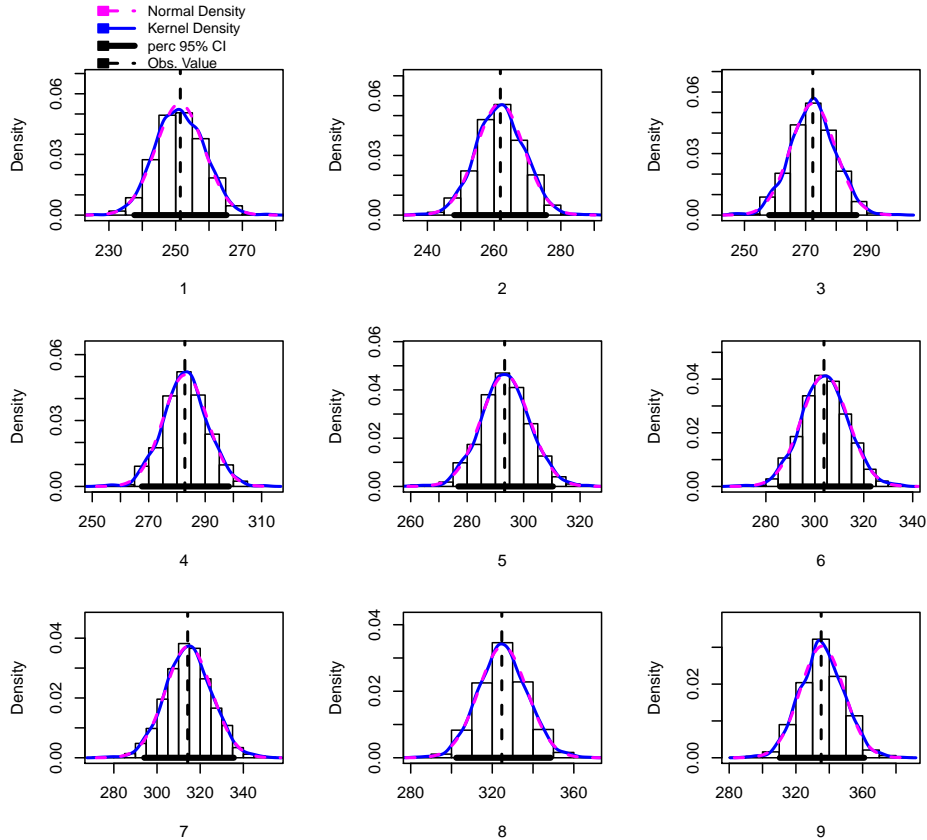 Normal Density
Kernel Density
perc 95% CI
Obs. Value
Density
0.00 0.03 0.06
230 250 270
1
Density
0.00 0.03 0.06
240 260 280
2
Density
0.00 0.03 0.06
250 270 290
3
Density
0.00 0.03 0.06
250 270 290 310
4
Density
0.00 0.02 0.04 0.06
260 280 300 320
5
Density
0.00 0.02 0.04
280 300 320 340
6
Density
0.00 0.02 0.04
280 300 320 340
7
Density
0.00 0.02 0.04
280 320 360
8
Density
0.00 0.02
280 320 360
9